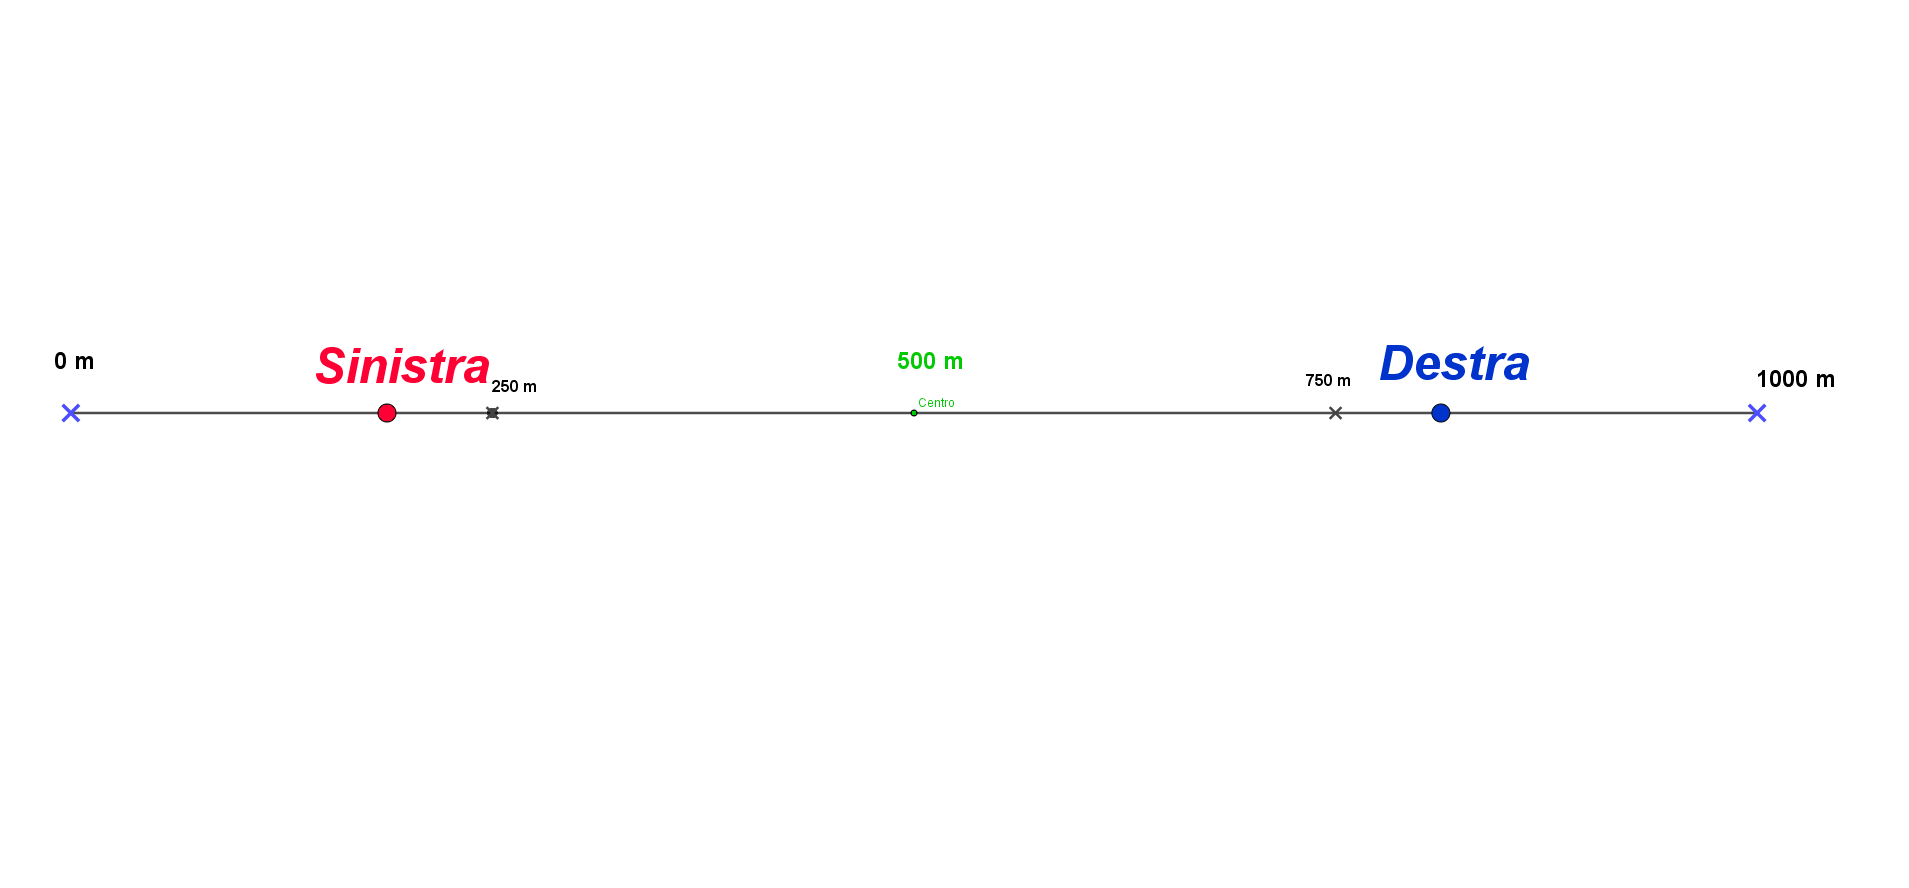 0 m
Sinistra
250 m
500 m
Centro
750 m
Destra
1000 m